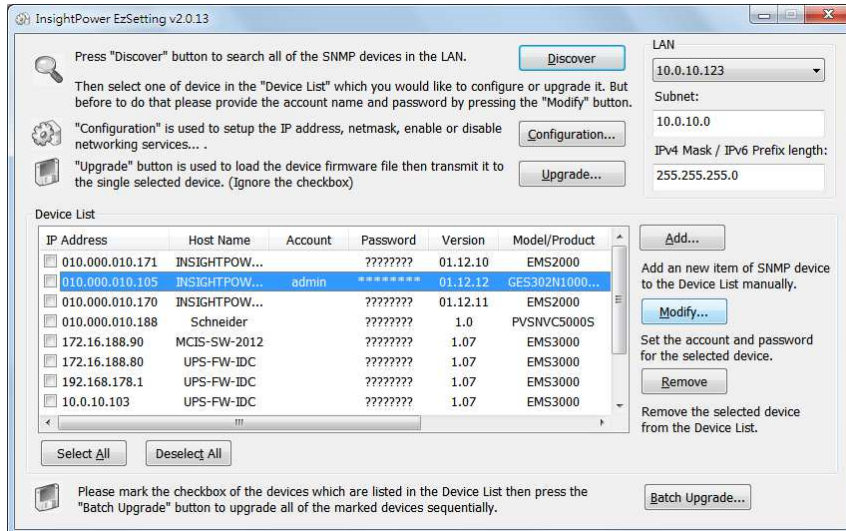 InsightPower EzSetting v2.0.13
Press "Discover" button to search all of the SNMP devices in the LAN.
Discover
Then select one of device in the "Device List" which you would like to configure or upgrade it. But
before to do that please provide the account name and password by pressing the "Modify" button.
"Configuration" is used to setup the IP address, netmask, enable or disable
networking services... .
Configuration...
"Upgrade" button is used to load the device firmware file then transmit it to
the single selected device. (Ignore the checkbox)
Upgrade...
LAN
10.0.10.123
Subnet:
10.0.10.0
IPv4 Mask / IPv6 Prefix length:
255.255.255.0
Device List
IP Address Host Name Account Password Version Model/Product
010.000.010.171 INSIGHTPOW... ???????? 01.12.10 EMS2000
010.000.010.105 INSIGHTPOW... admin ******** 01.12.12 GES302N1000...
010.000.010.170 INSIGHTPOW... ???????? 01.12.11 EMS2000
010.000.010.188 Schneider ???????? 1.0 PVSNVC5000S
172.16.188.90 MCIS-SW-2012 ???????? 1.07 EMS3000
172.16.188.80 UPS-FW-IDC ???????? 1.07 EMS3000
192.168.178.1 UPS-FW-IDC ???????? 1.07 EMS3000
10.0.10.103 UPS-FW-IDC ???????? 1.07 EMS3000
Add...
Add an new item of SNMP device
to the Device List manually.
Modify...
Set the account and password
for the selected device.
Remove
Remove the selected device
from the Device List.
Select All
Deselect All
Please mark the checkbox of the devices which are listed in the Device List then press the
"Batch Upgrade" button to upgrade all of the marked devices sequentially.
Batch Upgrade...